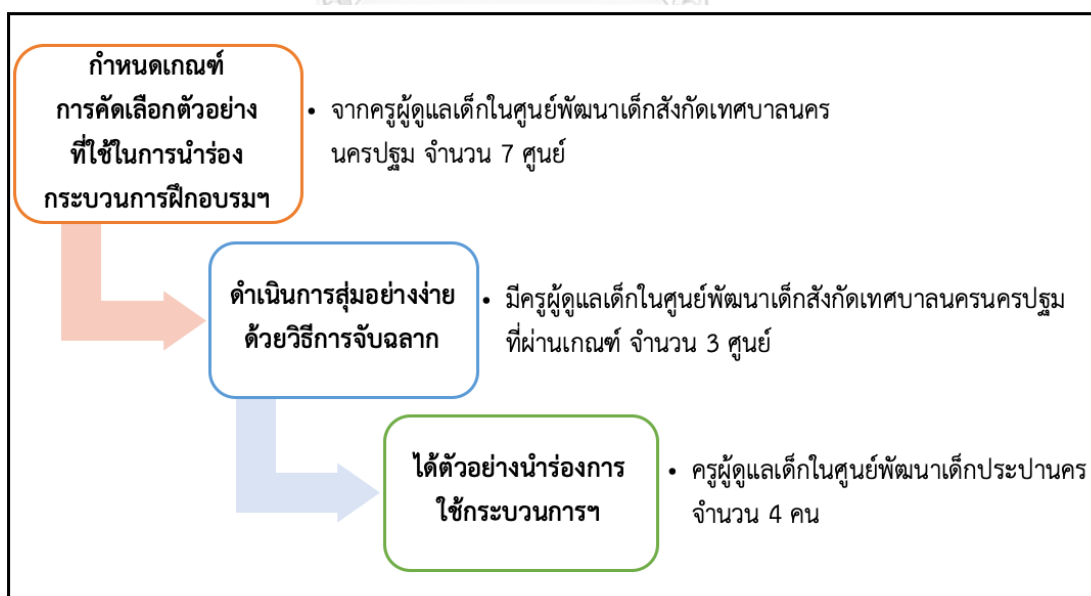 กำหนดเกณฑ์
การคัดเลือกตัวอย่าง
ที่ใช้ในการนำร่อง
กระบวนการฝึกอบรมฯ
• จากครูผู้ดูแลเด็กในศูนย์พัฒนาเด็กสังกัดเทศบาลนคร
นครปฐม จำนวน 7 ศูนย์
ดำเนินการสุ่มอย่างง่าย
ด้วยวิธีการจับฉลาก
• มีครูผู้ดูแลเด็กในศูนย์พัฒนาเด็กสังกัดเทศบาลนครนครปฐม
ที่ผ่านเกณฑ์ จำนวน 3 ศูนย์
ได้ตัวอย่างนำร่องการ
ใช้กระบวนการฯ
• ครูผู้ดูแลเด็กในศูนย์พัฒนาเด็กประปานคร
จำนวน 4 คน